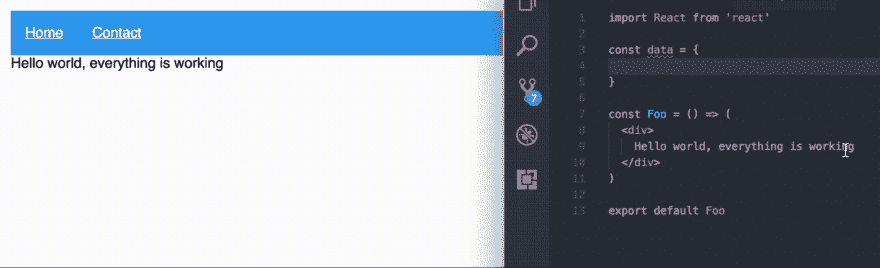 Home Contact
Hello world, everything is working
7
1 import React from 'react'
2
3 const data = {
4
5 }
6
7 const Foo = () => (
8 <div>
9 Hello world, everything is working
10 </div>
11 )
12
13 export default Foo